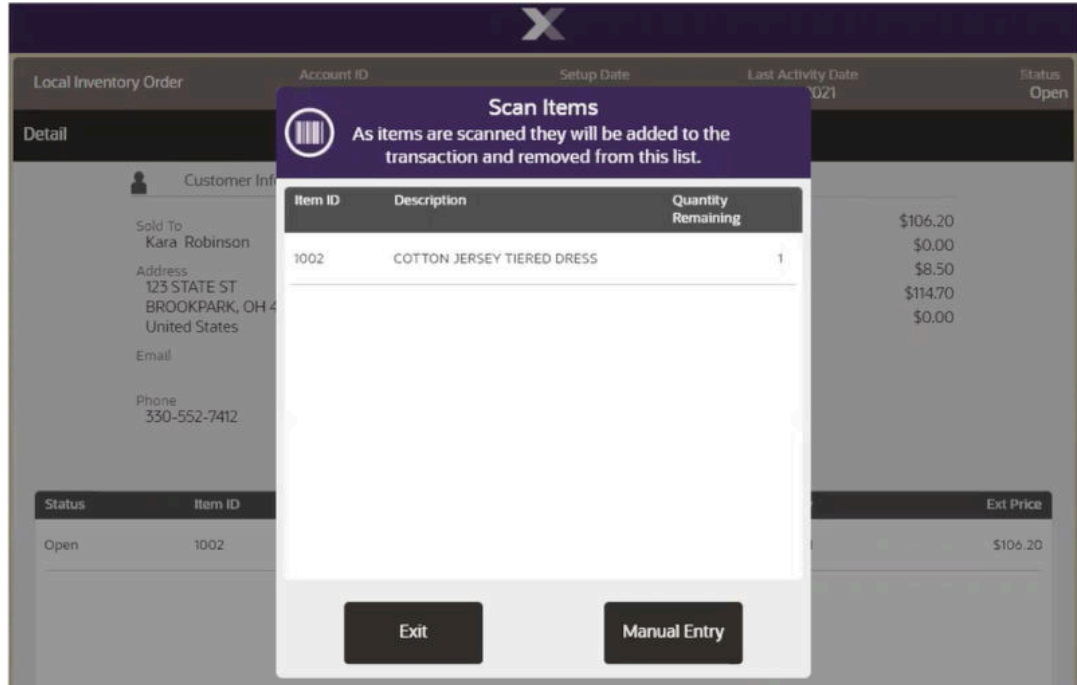 Local Inventory Order
Account ID
Setup Date
Last Activity Date
2021
Status
Open
Detail
Scan Items
As items are scanned they will be added to the
transaction and removed from this list.
Customer
Sold To
Kara Robinson
Address
123 STATE ST
BROOKPARK, OH
United States
Email
Phone
330-552-7412
Item ID Description Quantity
Remaining
1002 COTTON JERSEY TIERED DRESS 1
$106.20
$0.00
$8.50
$114.70
$0.00
Status Item ID Ext Price
Open 1002 $106.20
Exit Manual Entry